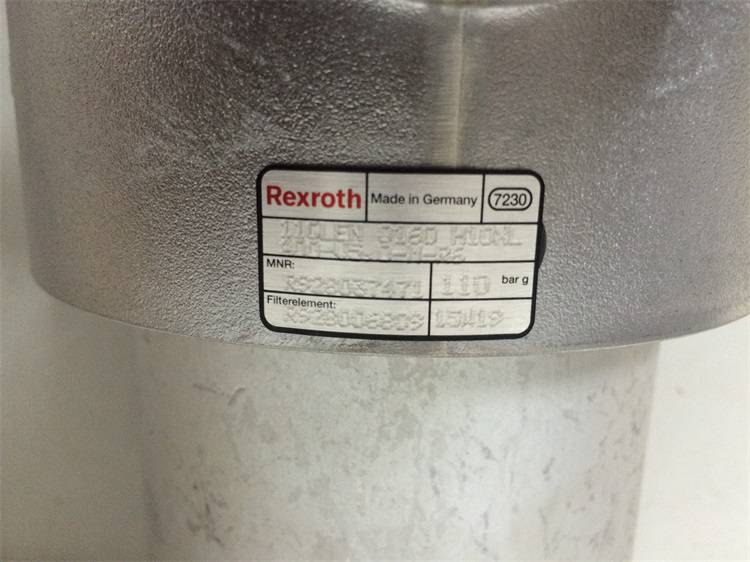 Rexroth Made in Germany 7230
110LEN 0160 H10XL
MNR:
R928037471 110 bar g
Filterelement:
R928006809 15W19